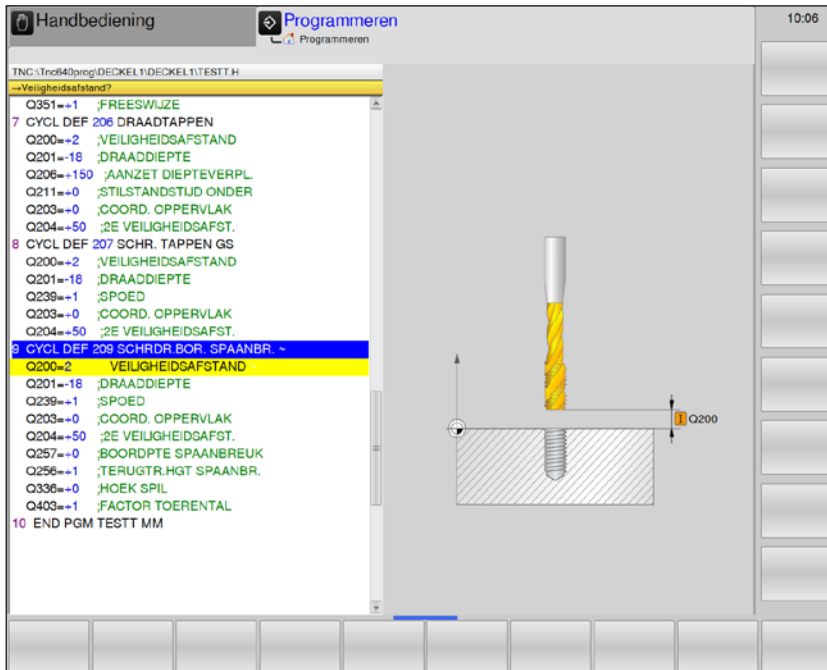 Handbediening
Programmeren
Programmeren
10:06
TNC:\Tnc640prog\DECKEL1\DECKEL1\TESTT.H
→Veiligheidsafstand?
Q351=+1 ;FREESWIJZE
7 CYCL DEF 206 DRAADTAPPEN
Q200=+2 ;VEILIGHEIDSAFSTAND
Q201=-18 ;DRAADDIEPTE
Q206=+150 ;AANZET DIEPTEVERPL.
Q211=+0 ;STILSTANDSTIJD ONDER
Q203=+0 ;COORD. OPPERVLAK
Q204=+50 ;2E VEILIGHEIDSAFST.
8 CYCL DEF 207 SCHR. TAPPEN GS
Q200=+2 ;VEILIGHEIDSAFSTAND
Q201=-18 ;DRAADDIEPTE
Q239=+1 ;SPOED
Q203=+0 ;COORD. OPPERVLAK
Q204=+50 ;2E VEILIGHEIDSAFST.
9 CYCL DEF 209 SCHRDR.BOR. SPAANBR. ~
Q200=2 VEILIGHEIDSAFSTAND ~
Q201=-18 ;DRAADDIEPTE
Q239=+1 ;SPOED
Q203=+0 ;COORD. OPPERVLAK
Q204=+50 ;2E VEILIGHEIDSAFST.
Q257=+0 ;BOORDPTE SPAANBREUK
Q256=+1 ;TERUGTR.HGT SPAANBR.
Q336=+0 ;HOEK SPIL
Q403=+1 ;FACTOR TOERENTAL
10 END PGM TESTT MM
I Q200